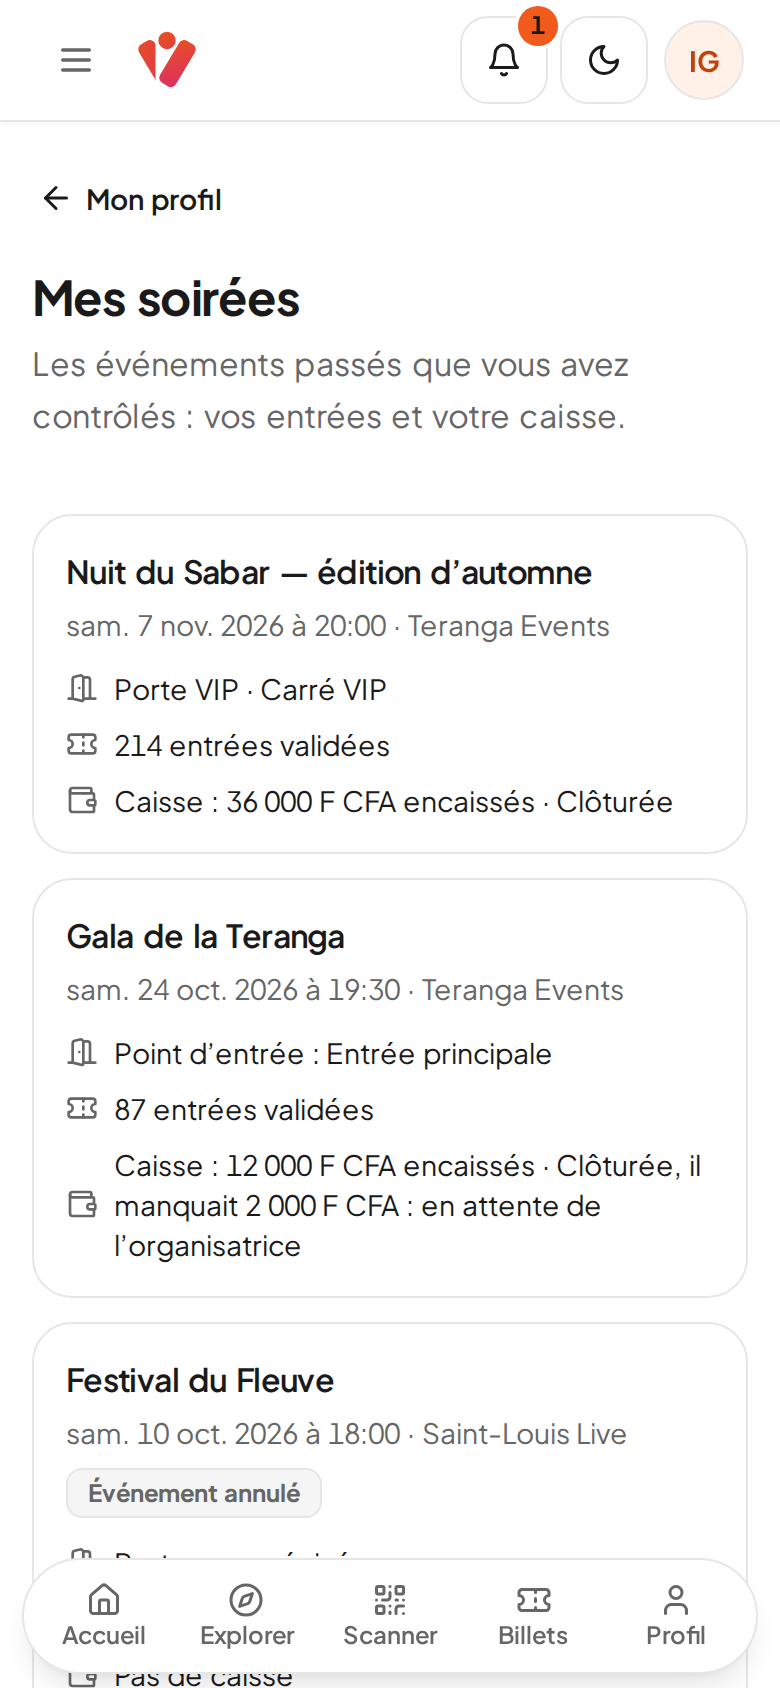 1
IG
Mon profil
Mes soirées
Les événements passés que vous avez
contrôlés : vos entrées et votre caisse.
Nuit du Sabar — édition d’automne
sam. 7 nov. 2026 à 20:00 · Teranga Events
Porte VIP · Carré VIP
214 entrées validées
Caisse : 36 000 F CFA encaissés · Clôturée
Gala de la Teranga
sam. 24 oct. 2026 à 19:30 · Teranga Events
Point d’entrée : Entrée principale
87 entrées validées
Caisse : 12 000 F CFA encaissés · Clôturée, il
manquait 2 000 F CFA : en attente de
l’organisatrice
Festival du Fleuve
sam. 10 oct. 2026 à 18:00 · Saint-Louis Live
Événement annulé
Accueil
Explorer
Scanner
Billets
Profil
Pas de caisse